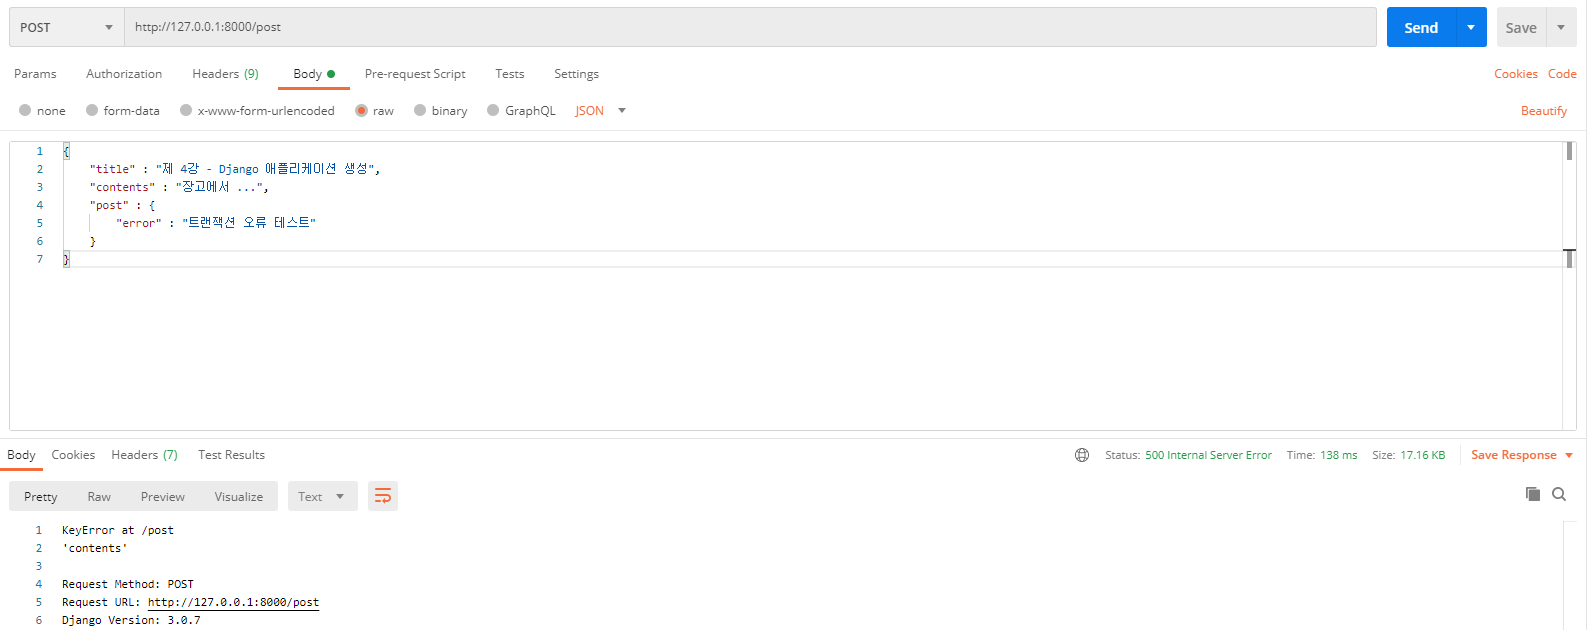 POST http://127.0.0.1:8000/post Send Save
Params Authorization Headers (9) Body Pre-request Script Tests Settings Cookies Code
none form-data x-www-form-urlencoded raw binary GraphQL JSON Beautify
1 {
2 "title" : "제 4강 - Django 애플리케이션 생성",
3 "contents" : "장고에서 ...",
4 "post" : {
5 "error" : "트랜잭션 오류 테스트"
6 }
7 }
Body Cookies Headers (7) Test Results Status: 500 Internal Server Error Time: 138 ms Size: 17.16 KB Save Response
Pretty Raw Preview Visualize Text
1 KeyError at /post
2 'contents'
3
4 Request Method: POST
5 Request URL: http://127.0.0.1:8000/post
6 Django Version: 3.0.7